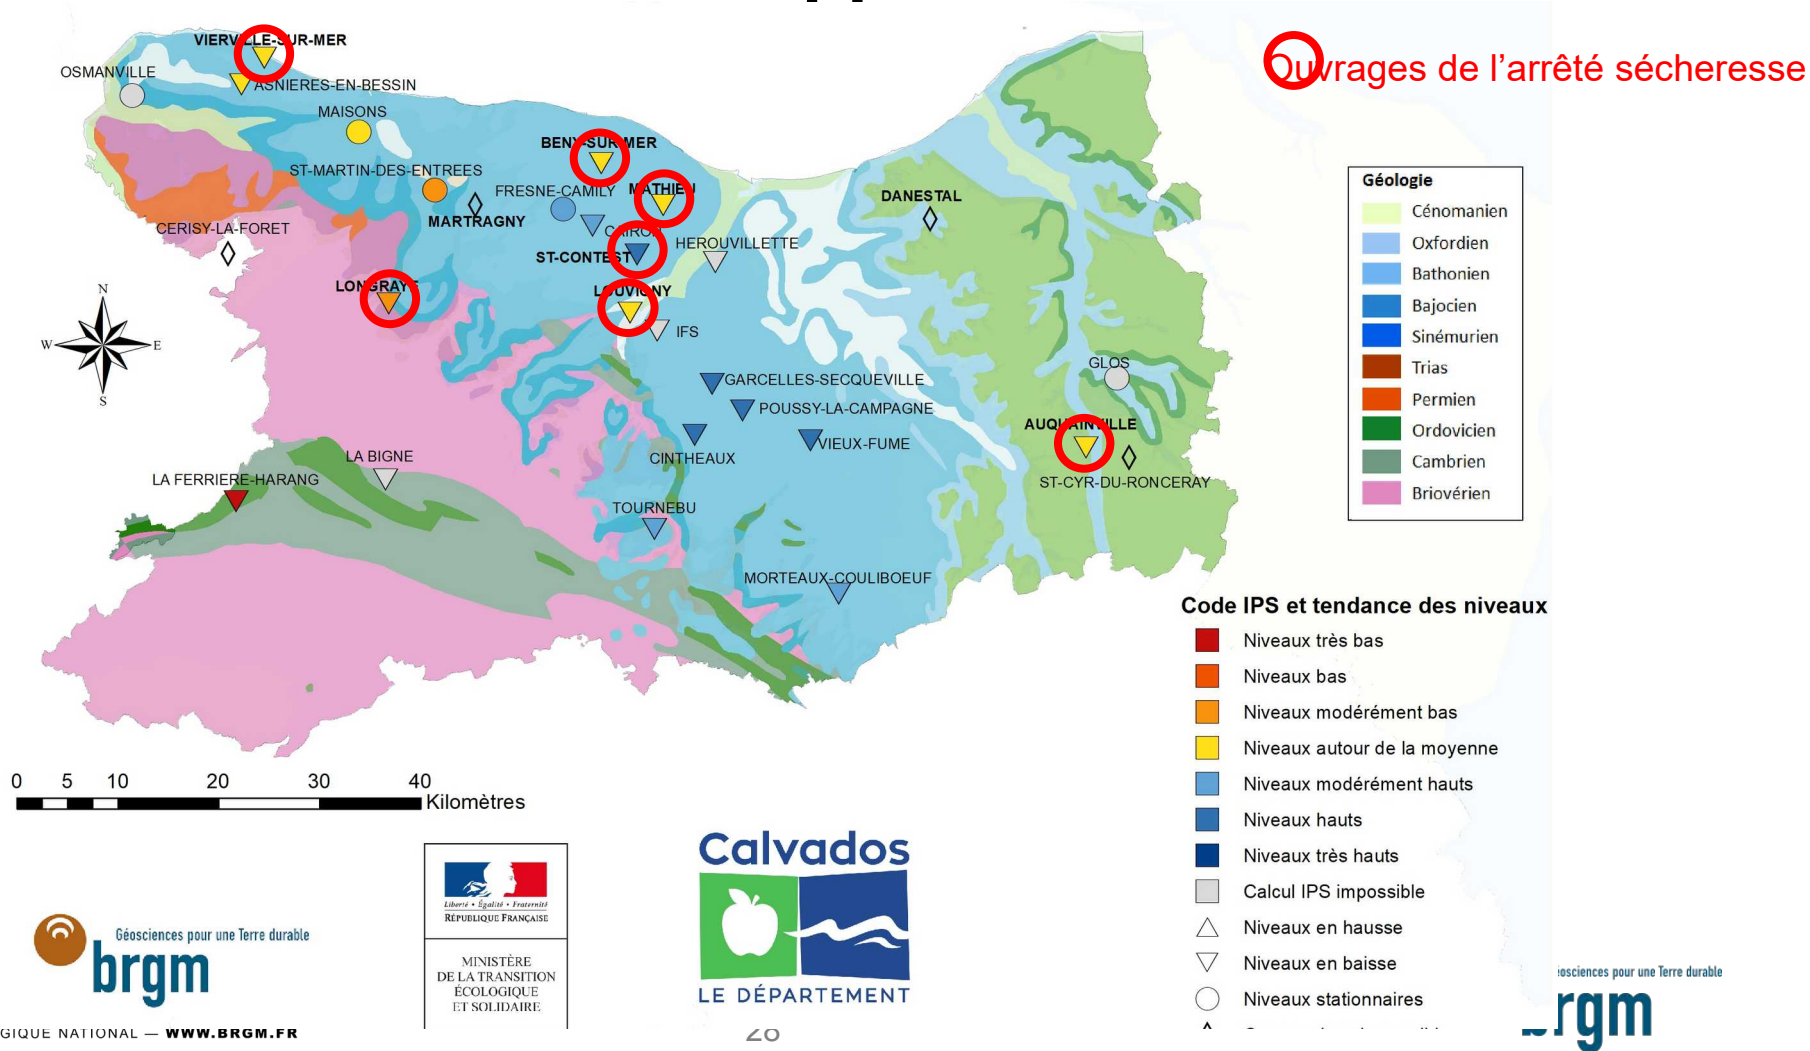 VIERVILLE-SUR-MER
Ouvrages de l’arrêté sécheresse
OSMANVILLE
ASNIERES-EN-BESSIN
MAISONS
BENY-SUR-MER
ST-MARTIN-DES-ENTREES
FRESNE-CAMILY
MATHIEU
DANESTAL
MARTRAGNY
CERISY-LA-FORET
CAIRON
HEROUVILLETTE
ST-CONTEST
LONGRAYE
LOUVIGNY
IFS
GLOS
GARCELLES-SECQUEVILLE
POUSSY-LA-CAMPAGNE
AUQUAINVILLE
VIEUX-FUME
CINTHEAUX
LA BIGNE
LA FERRIERE-HARANG
ST-CYR-DU-RONCERAY
TOURNEBU
MORTEAUX-COULIBOEUF
N
W
E
S
Géologie
Cénomanien
Oxfordien
Bathonien
Bajocien
Sinémurien
Trias
Permien
Ordovicien
Cambrien
Briovérien
Code IPS et tendance des niveaux
Niveaux très bas
Niveaux bas
Niveaux modérément bas
Niveaux autour de la moyenne
Niveaux modérément hauts
Niveaux hauts
Niveaux très hauts
Calcul IPS impossible
Niveaux en hausse
Niveaux en baisse
Niveaux stationnaires
0 5 10 20 30 40
Kilomètres
Géosciences pour une Terre durable
brgm
Liberté • Égalité • Fraternité
RÉPUBLIQUE FRANÇAISE
MINISTÈRE
DE LA TRANSITION
ÉCOLOGIQUE
ET SOLIDAIRE
Calvados
LE DÉPARTEMENT
éosciences pour une Terre durable
brgm
GIQUE NATIONAL — WWW.BRGM.FR